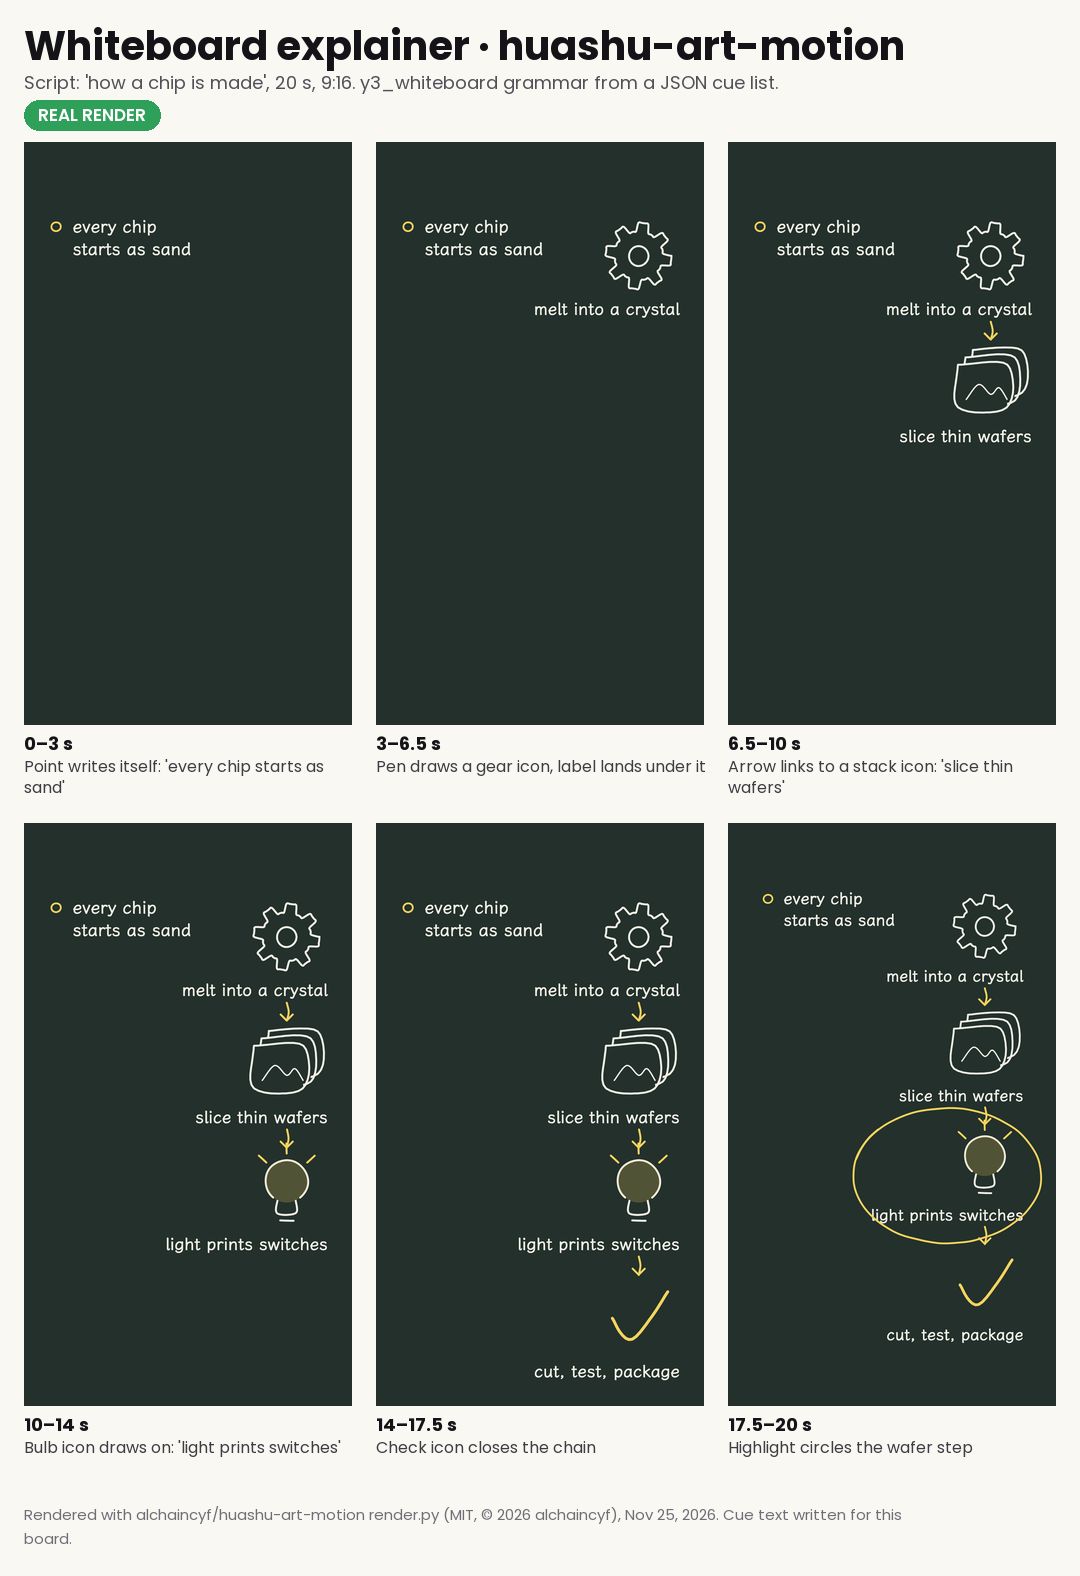 Whiteboard explainer · huashu-art-motion
Script: 'how a chip is made', 20 s, 9:16. y3_whiteboard grammar from a JSON cue list.
REAL RENDER
every chip
starts as sand
every chip
starts as sand
melt into a crystal
every chip
starts as sand
melt into a crystal
slice thin wafers
0–3 s
Point writes itself: 'every chip starts as
sand'
3–6.5 s
Pen draws a gear icon, label lands under it
6.5–10 s
Arrow links to a stack icon: 'slice thin
wafers'
every chip
starts as sand
melt into a crystal
slice thin wafers
light prints switches
every chip
starts as sand
melt into a crystal
slice thin wafers
light prints switches
cut, test, package
every chip
starts as sand
melt into a crystal
slice thin wafers
light prints switches
cut, test, package
10–14 s
Bulb icon draws on: 'light prints switches'
14–17.5 s
Check icon closes the chain
17.5–20 s
Highlight circles the wafer step
Rendered with alchaincyf/huashu-art-motion render.py (MIT, © 2026 alchaincyf), Nov 25, 2026. Cue text written for this
board.